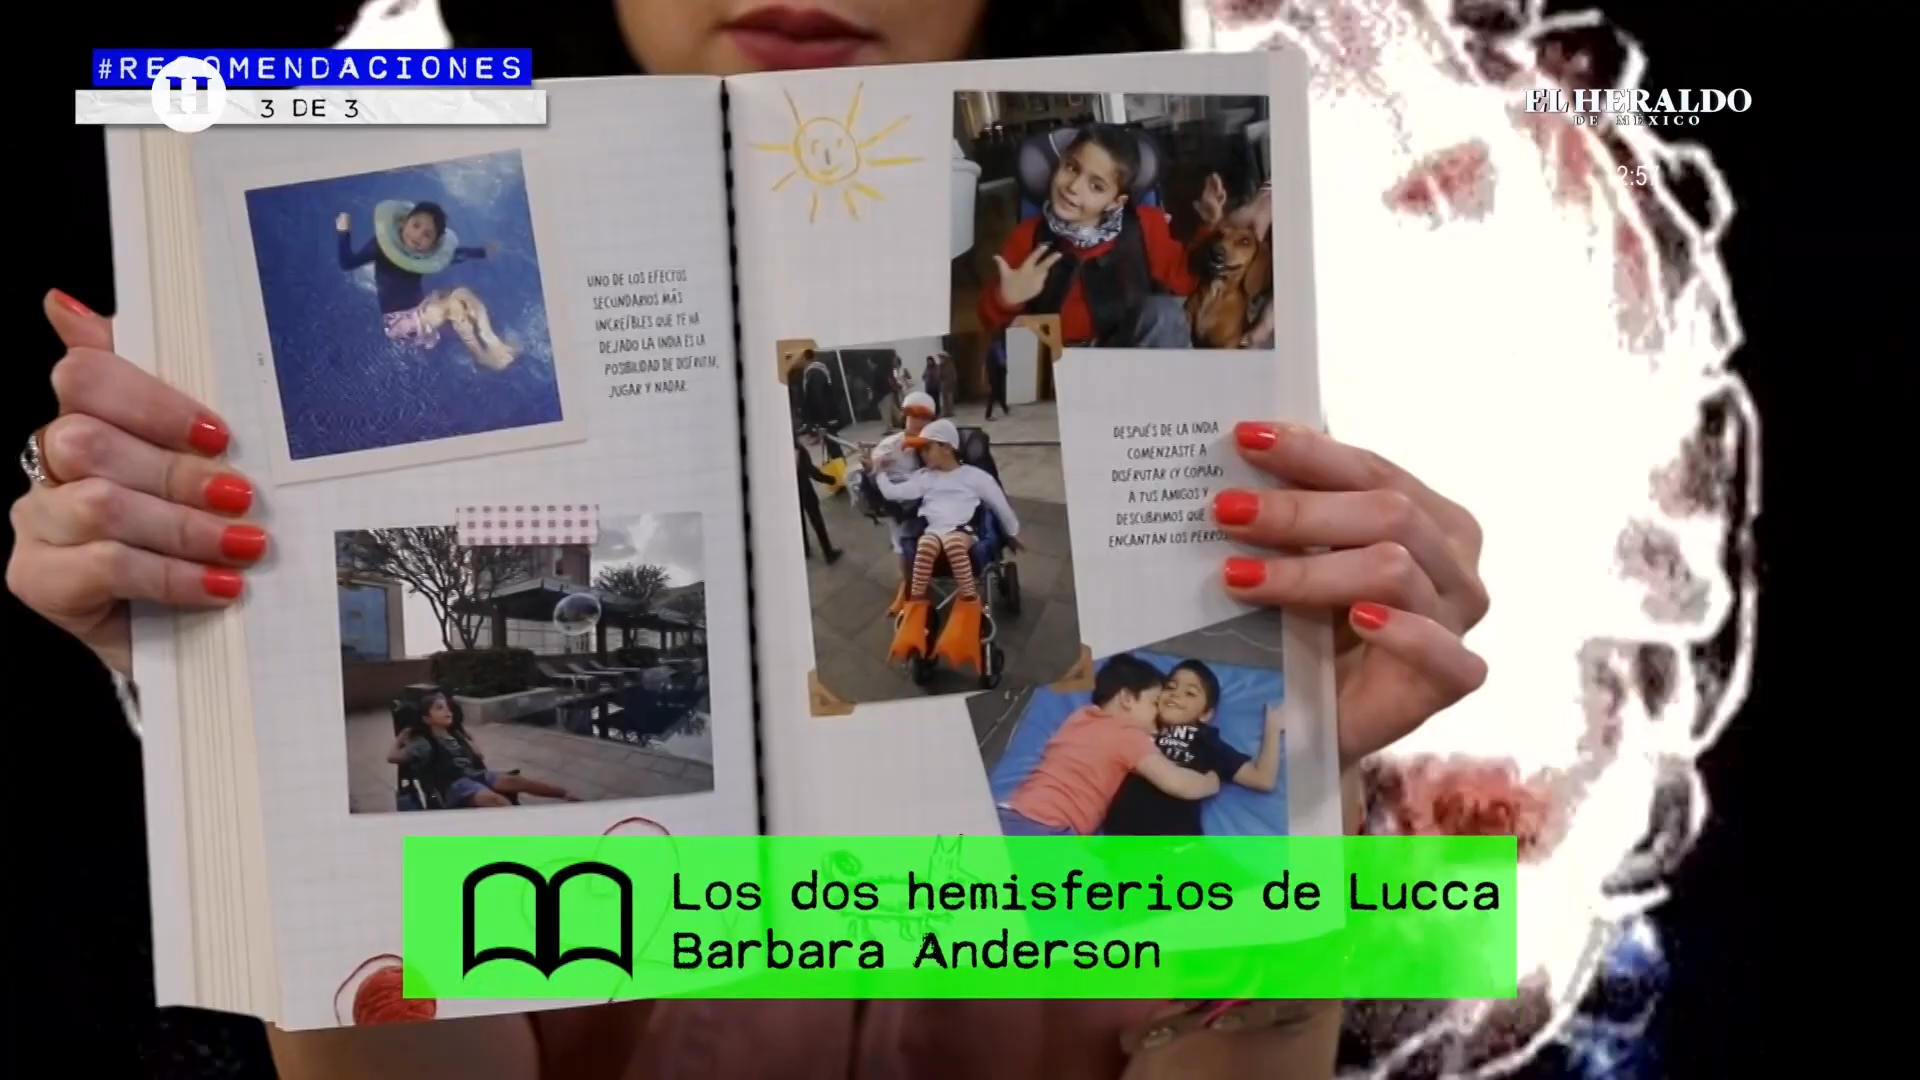 #RECOMENDACIONES
3 DE 3
H
EL HERALDO
DE MÉXICO
2:57
UNO DE LOS EFECTOS
SECUNDARIOS MÁS
INCREÍBLES QUE TE HA
DEJADO LA INDIA ES LA
POSIBILIDAD DE DISFRUTAR,
JUGAR Y NADAR.
DESPUÉS DE LA INDIA
COMENZASTE A
DISFRUTAR (Y COPIAR)
A TUS AMIGOS Y
DESCUBRIMOS QUE
ENCANTAN LOS PERROS
Los dos hemisferios de Lucca
Barbara Anderson